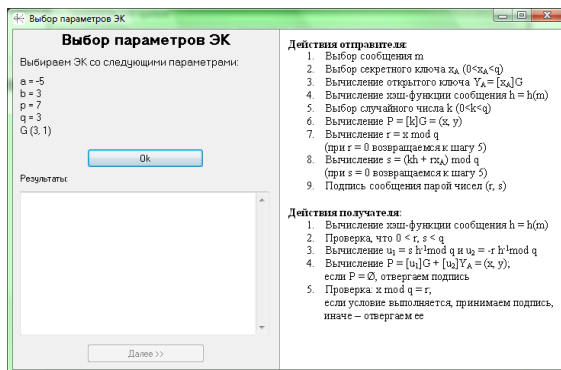 Выбор параметров ЭК
Выбор параметров ЭК
Выбираем ЭК со следующими параметрами:
a = -5
b = 3
p = 7
q = 3
G (3, 1)
Ok
Результаты:
Далее >>
Действия отправителя:
1. Выбор сообщения m
2. Выбор секретного ключа xA (0<xA<q)
3. Вычисление открытого ключа YA = [xA]G
4. Вычисление хэш-функции сообщения h = h(m)
5. Выбор случайного числа k (0<k<q)
6. Вычисление P = [k]G = (x, y)
7. Вычисление r = x mod q
(при r = 0 возвращаемся к шагу 5)
8. Вычисление s = (kh + rxA) mod q
(при s = 0 возвращаемся к шагу 5)
9. Подпись сообщения парой чисел (r, s)
Действия получателя:
1. Вычисление хэш-функции сообщения h = h(m)
2. Проверка, что 0 < r, s < q
3. Вычисление u1 = s h-1mod q и u2 = -r h-1mod q
4. Вычисление P = [u1]G + [u2]YA = (x, y);
если P = Ø, отвергаем подпись
5. Проверка: x mod q = r;
если условие выполняется, принимаем подпись,
иначе – отвергаем ее